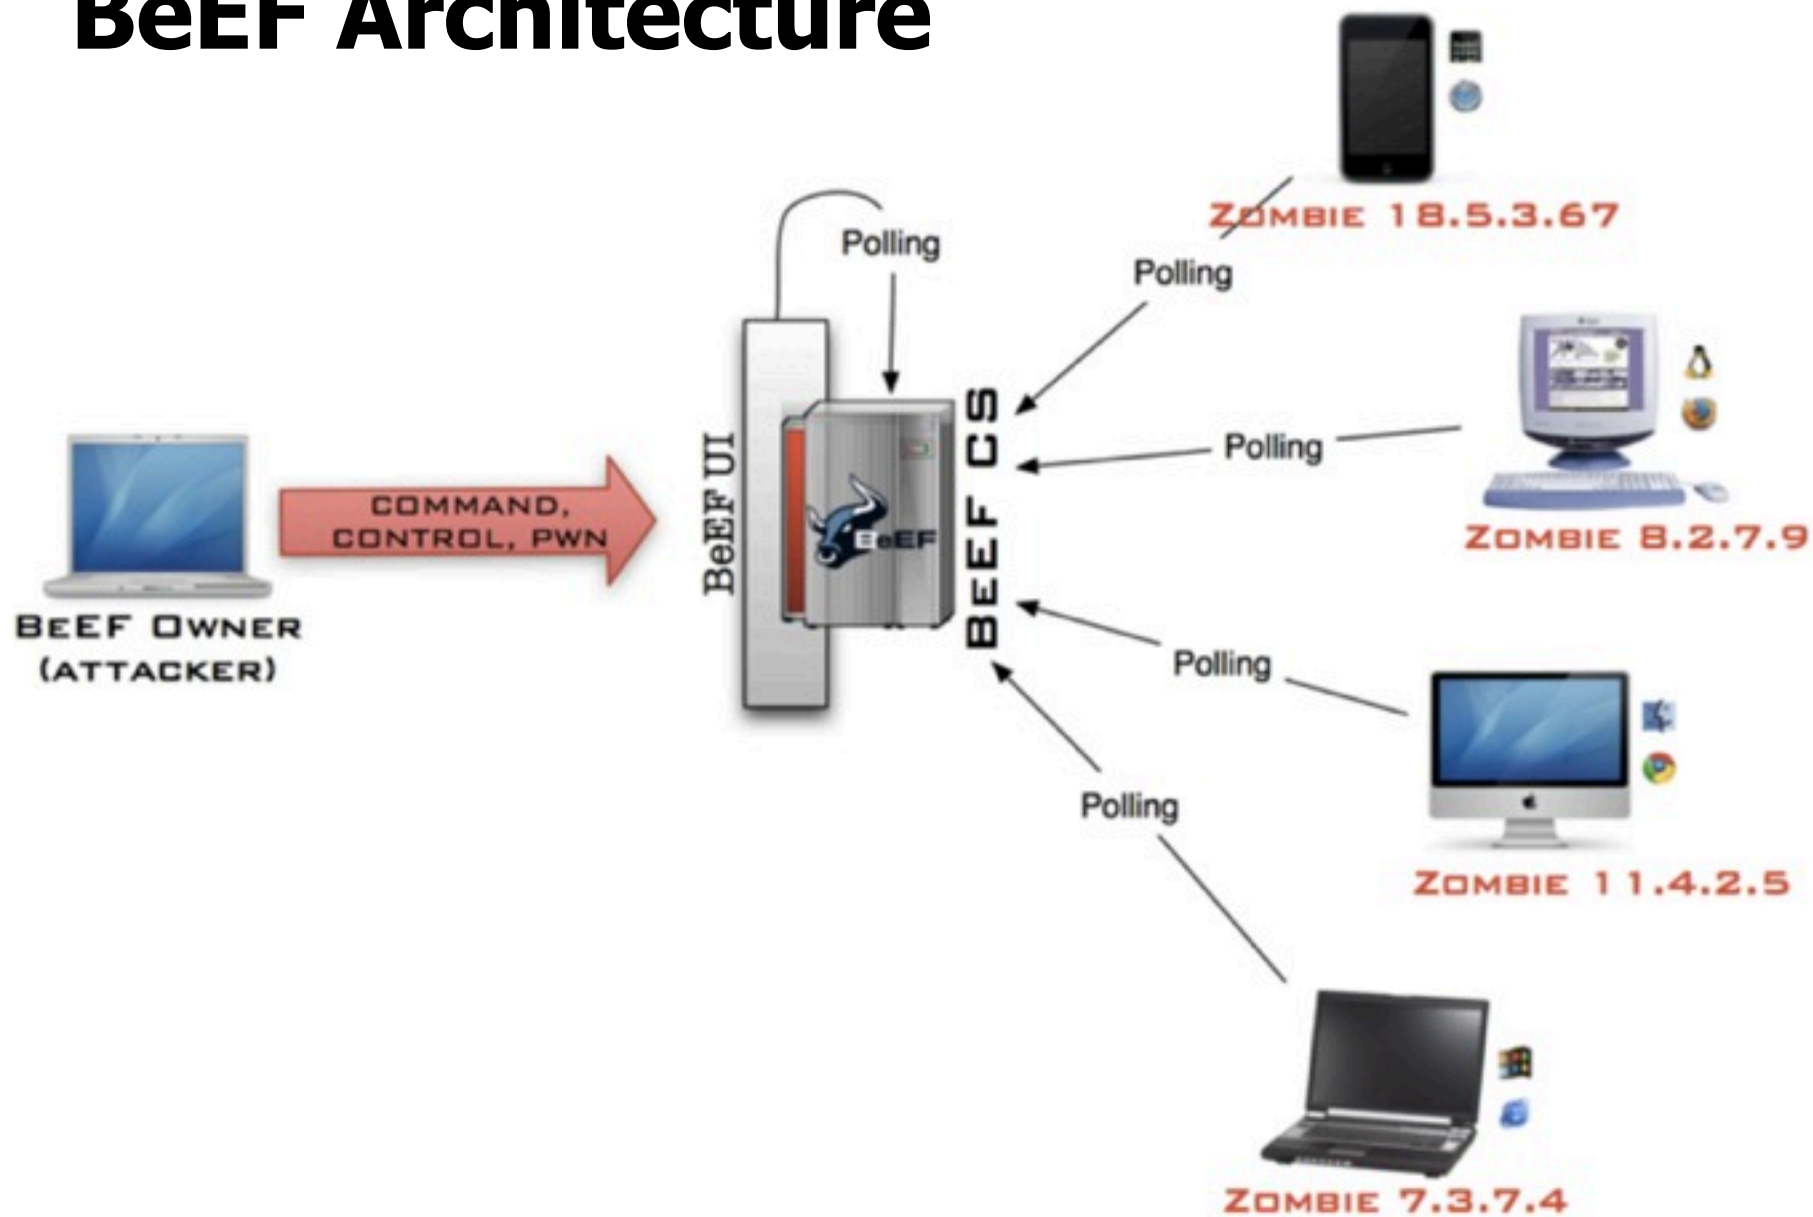 BeEF Architecture
Polling
ZOMBIE 18.5.3.67
Polling
Polling
ZOMBIE 8.2.7.9
COMMAND,
CONTROL, PWN
BeEF UI
BeEF
BEEF CS
BEEF OWNER
(ATTACKER)
Polling
ZOMBIE 11.4.2.5
Polling
ZOMBIE 7.3.7.4